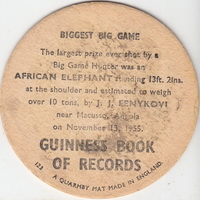 BIGGEST BIG GAME
The largest prize ever shot by a
Big Game Hunter was an
AFRICAN ELEPHANT standing 13ft. 2ins.
at the shoulder and estimated to weigh
over 10 tons, by J. J. FENYKOVI
near Macusso, Angola
on November 13, 1955.
GUINNESS BOOK
OF RECORDS
A QUARMBY MAT MADE IN ENGLAND.